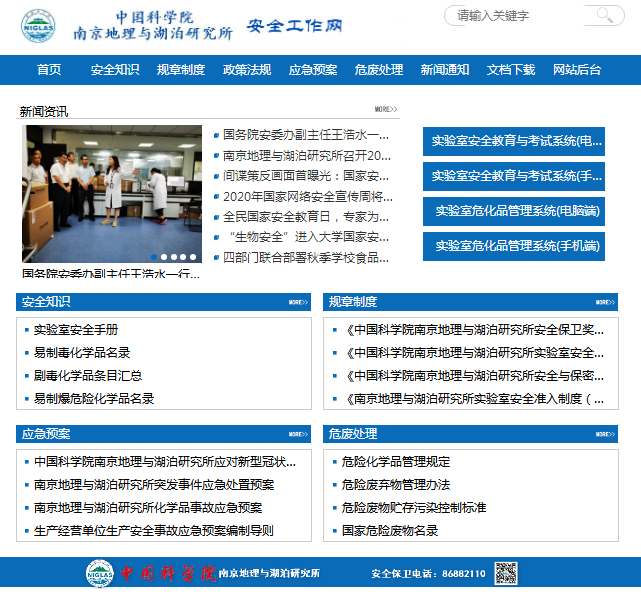 NIGLAS
中国科学院
南京地理与湖泊研究所
安全工作网
请输入关键字
首页 安全知识 规章制度 政策法规 应急预案 危废处理 新闻通知 文档下载 网站后台
新闻资讯
MORE>>
国务院安委办副主任王浩水一行...
国务院安委办副主任王浩水一...
南京地理与湖泊研究所召开20...
间谍策反画面首曝光：国家安...
2020年国家网络安全宣传周将...
全民国家安全教育日，专家为...
“生物安全”进入大学国家安...
四部门联合部署秋季学校食品...
实验室安全教育与考试系统(电...
实验室安全教育与考试系统(手...
实验室危化品管理系统(电脑端)
实验室危化品管理系统(手机端)
安全知识
MORE>>
实验室安全手册
易制毒化学品名录
剧毒化学品条目汇总
易制爆危险化学品名录
规章制度
MORE>>
《中国科学院南京地理与湖泊研究所安全保卫奖...
《中国科学院南京地理与湖泊研究所实验室安全...
《中国科学院南京地理与湖泊研究所安全与保密...
《南京地理与湖泊研究所实验室安全准入制度（...
应急预案
MORE>>
中国科学院南京地理与湖泊研究所应对新型冠状...
南京地理与湖泊研究所突发事件应急处置预案
南京地理与湖泊研究所化学品事故应急预案
生产经营单位生产安全事故应急预案编制导则
危废处理
MORE>>
危险化学品管理规定
危险废弃物管理办法
危险废物贮存污染控制标准
国家危险废物名录
NIGLAS
中国科学院南京地理与湖泊研究所
安全保卫电话：86882110